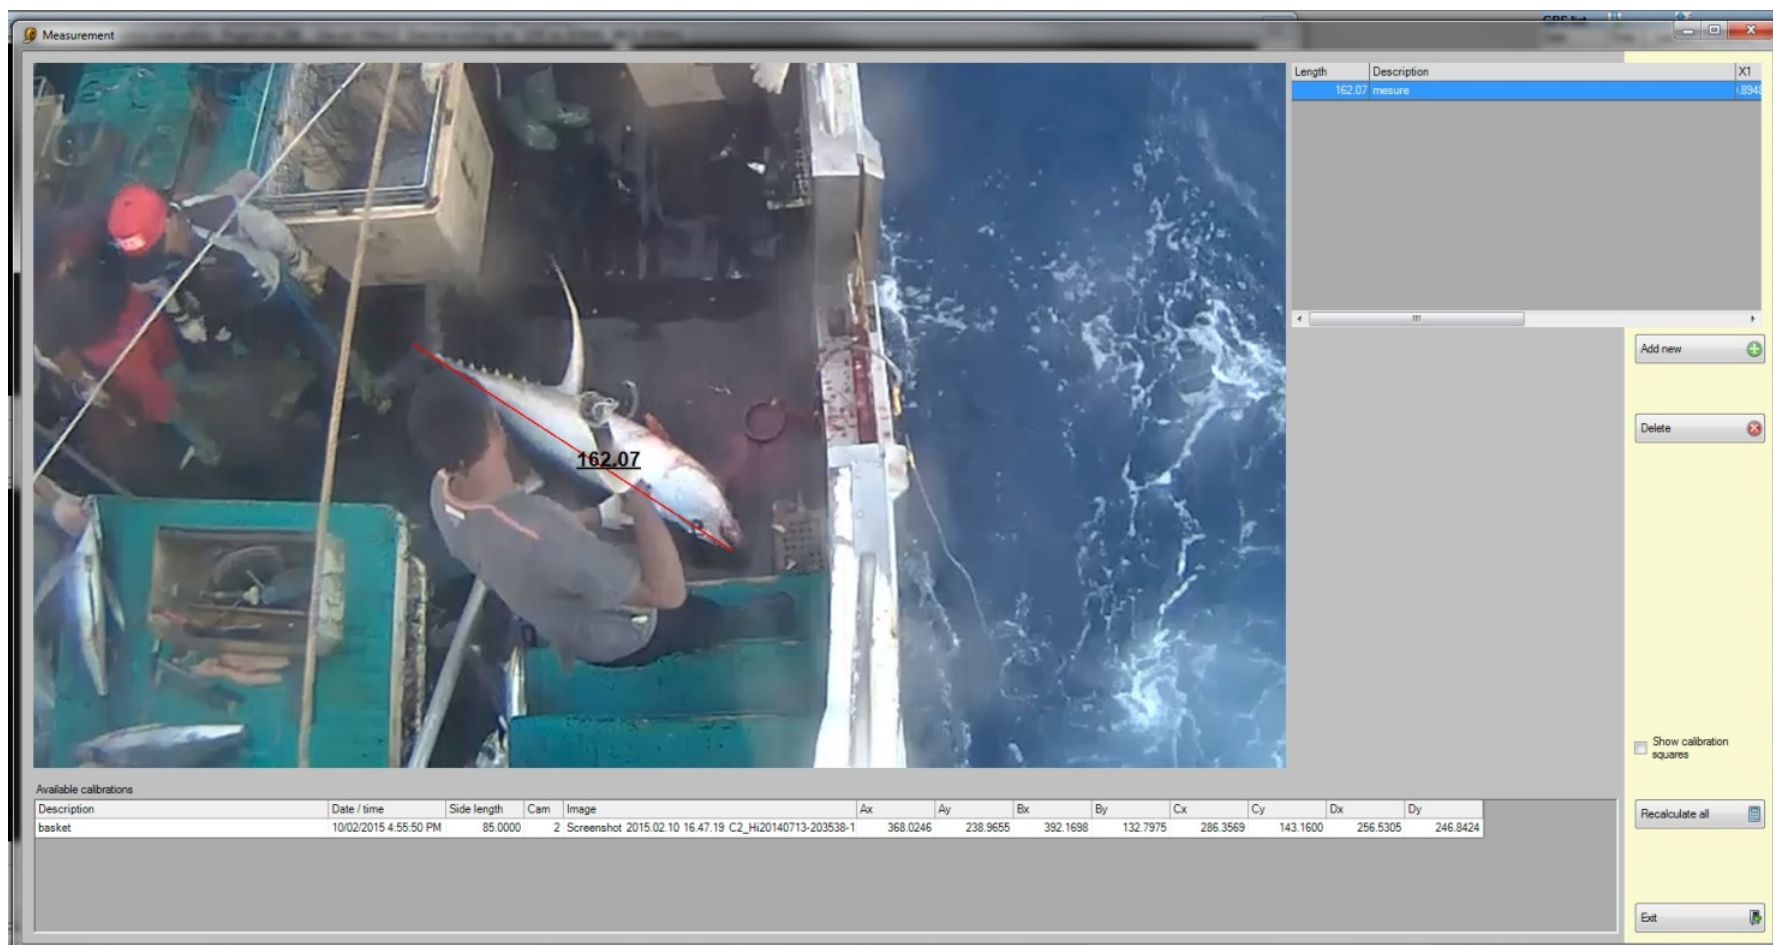 Measurement
GPS list
Length Description X1
162.07 mesure .8948
162.07
Add new
Delete
Show calibration
squares
Available calibrations
Description Date / time Side length Cam Image Ax Ay Bx By Cx Cy Dx Dy
basket 10/02/2015 4:55:50 PM 85.0000 2 Screenshot 2015.02.10 16.47.19 C2_Hi20140713-203538-1 368.0246 238.9655 392.1698 132.7975 286.3569 143.1600 256.5305 246.8424
Recalculate all
Exit